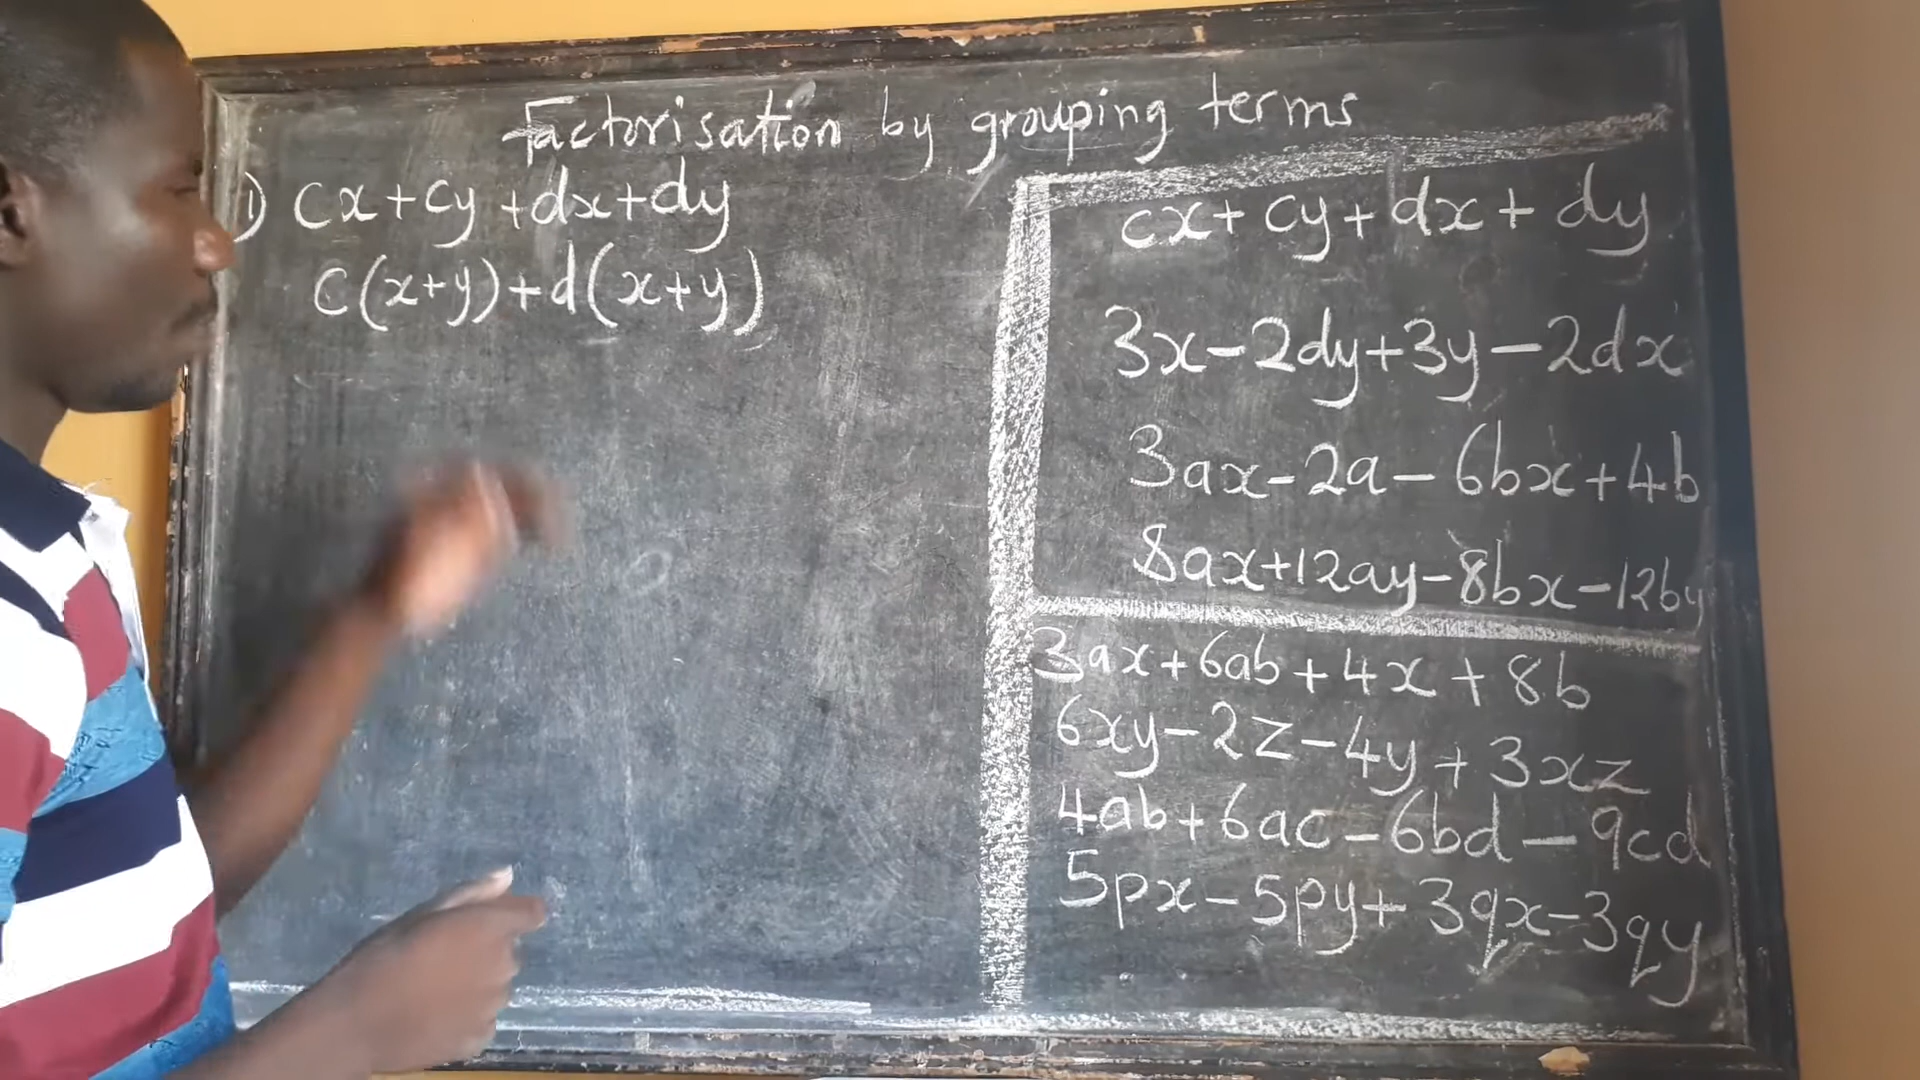 Factorisation by grouping terms
1) cx+cy+dx+dy
c(x+y)+d(x+y)
cx+cy+dx+dy
3x-2dy+3y-2dx
3ax-2a-6bx+4b
8ax+12ay-8bx-12by
3ax+6ab+4x+8b
6xy-2z-4y+3xz
4ab+6ac-6bd-9cd
5px-5py+3qx-3qy